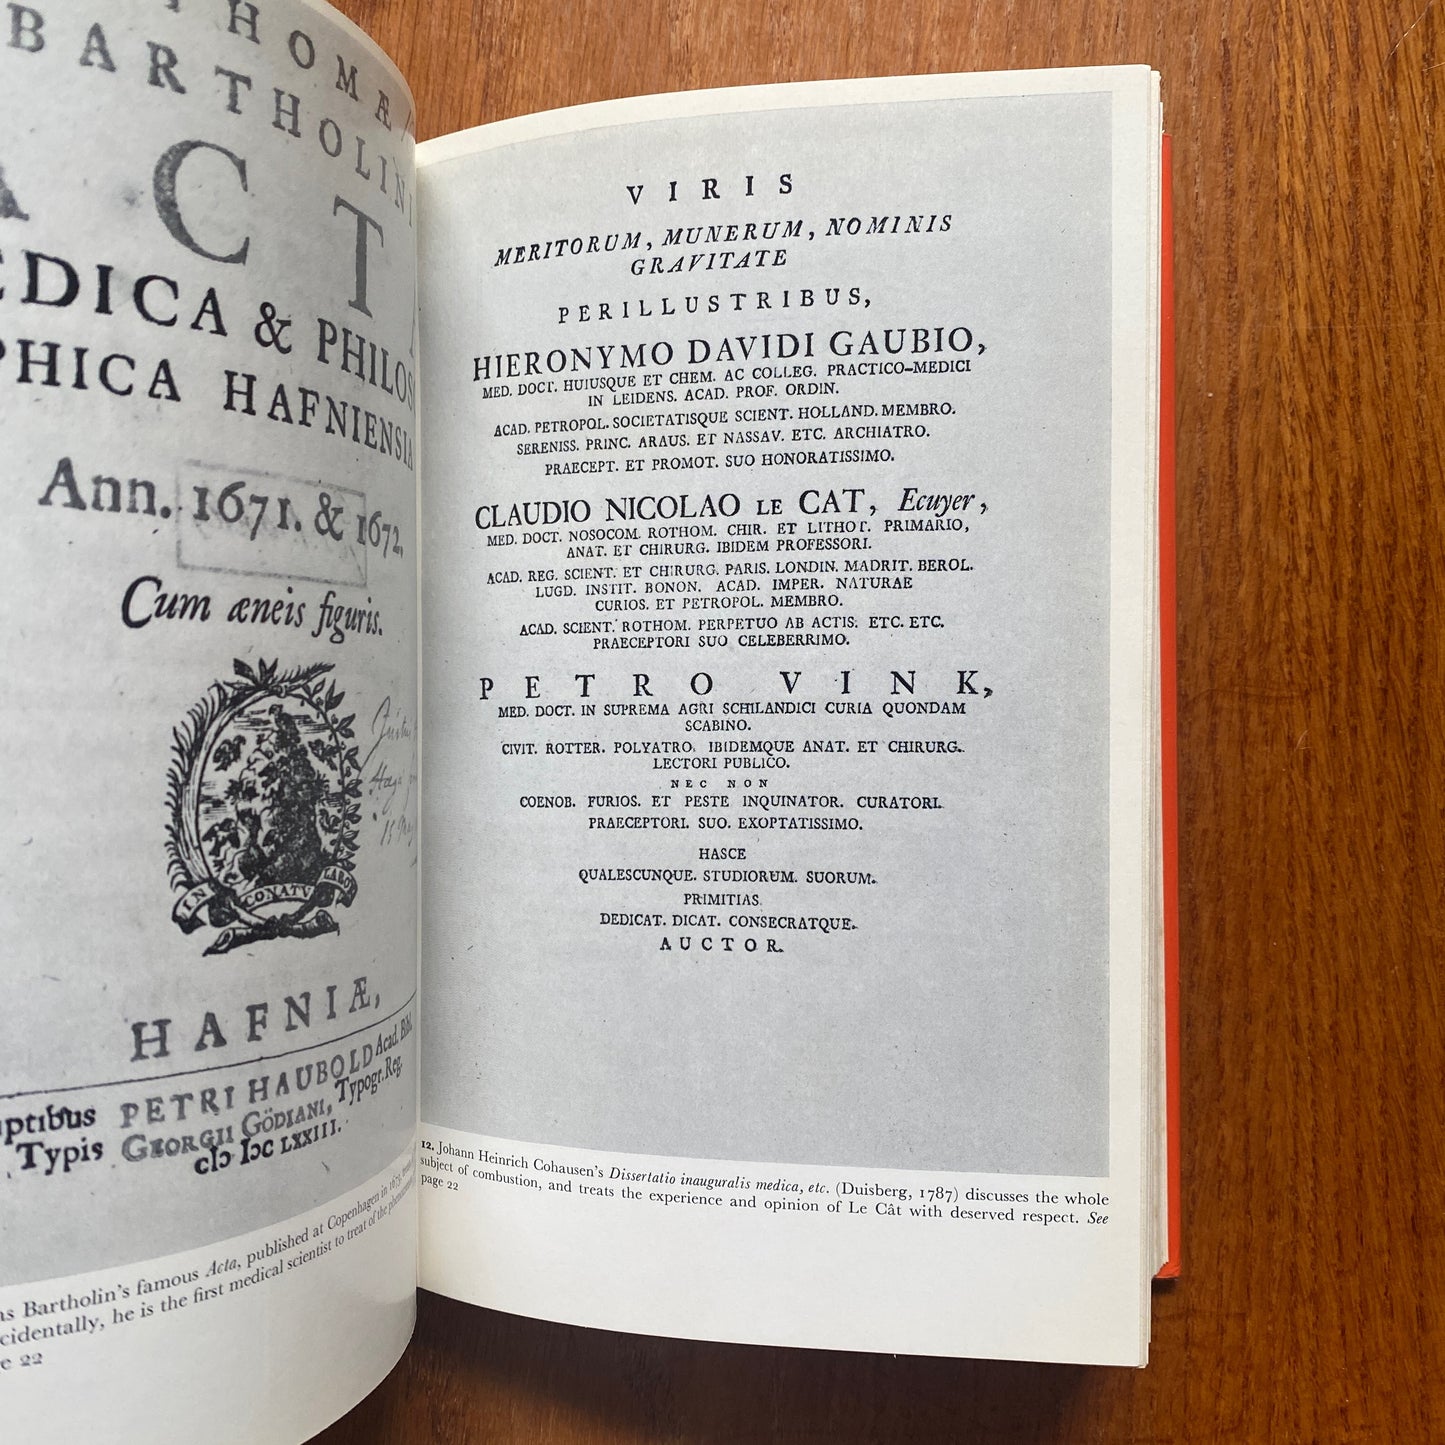 THOMÆ
BARTHOLINI
ACTA
MEDICA & PHILOS
PHICA HAFNIENSIA
Ann. 1671. & 1672.
Cum æneis figuris.
IN CONATV LABOR
HAFNIÆ,
PETRI HAUBOLD Acad. Bibl.
Typis GEORGII GÖDIANI, Typogr. Reg.
cIↃ IↃc LXXIII.
as Bartholin's famous Acta, published at Copenhagen in 1673,
cidentally, he is the first medical scientist to treat of the
e 22
VIRIS
MERITORUM, MUNERUM, NOMINIS
GRAVITATE
PERILLUSTRIBUS,
HIERONYMO DAVIDI GAUBIO,
MED. DOCT. HUIUSQUE ET CHEM. AC COLLEG. PRACTICO-MEDICI
IN LEIDENS. ACAD. PROF. ORDIN.
ACAD. PETROPOL. SOCIETATISQUE SCIENT. HOLLAND. MEMBRO.
SERENISS. PRINC. ARAUS. ET NASSAV. ETC. ARCHIATRO.
PRAECEPT. ET PROMOT. SUO HONORATISSIMO.
CLAUDIO NICOLAO LE CAT, Ecuyer,
MED. DOCT. NOSOCOM. ROTHOM. CHIR. ET LITHOT. PRIMARIO,
ANAT. ET CHIRURG. IBIDEM PROFESSORI.
ACAD. REG. SCIENT. ET CHIRURG. PARIS. LONDIN. MADRIT. BEROL.
LUGD. INSTIT. BONON. ACAD. IMPER. NATURAE
CURIOS. ET PETROPOL. MEMBRO.
ACAD. SCIENT. ROTHOM. PERPETUO AB ACTIS. ETC. ETC.
PRAECEPTORI SUO CELEBERRIMO.
PETRO VINK,
MED. DOCT. IN SUPREMA AGRI SCHILANDICI CURIA QUONDAM
SCABINO.
CIVIT. ROTTER. POLYATRO. IBIDEMQUE ANAT. ET CHIRURG.
LECTORI PUBLICO.
NEC NON
COENOB. FURIOS. ET PESTE INQUINATOR. CURATORI.
PRAECEPTORI. SUO. EXOPTATISSIMO.
HASCE
QUALESCUNQUE. STUDIORUM. SUORUM.
PRIMITIAS
DEDICAT. DICAT. CONSECRATQUE.
AUCTOR.
12. Johann Heinrich Cohausen's Dissertatio inauguralis medica, etc. (Duisberg, 1787) discusses the whole
subject of combustion, and treats the experience and opinion of Le Cât with deserved respect. See
page 22